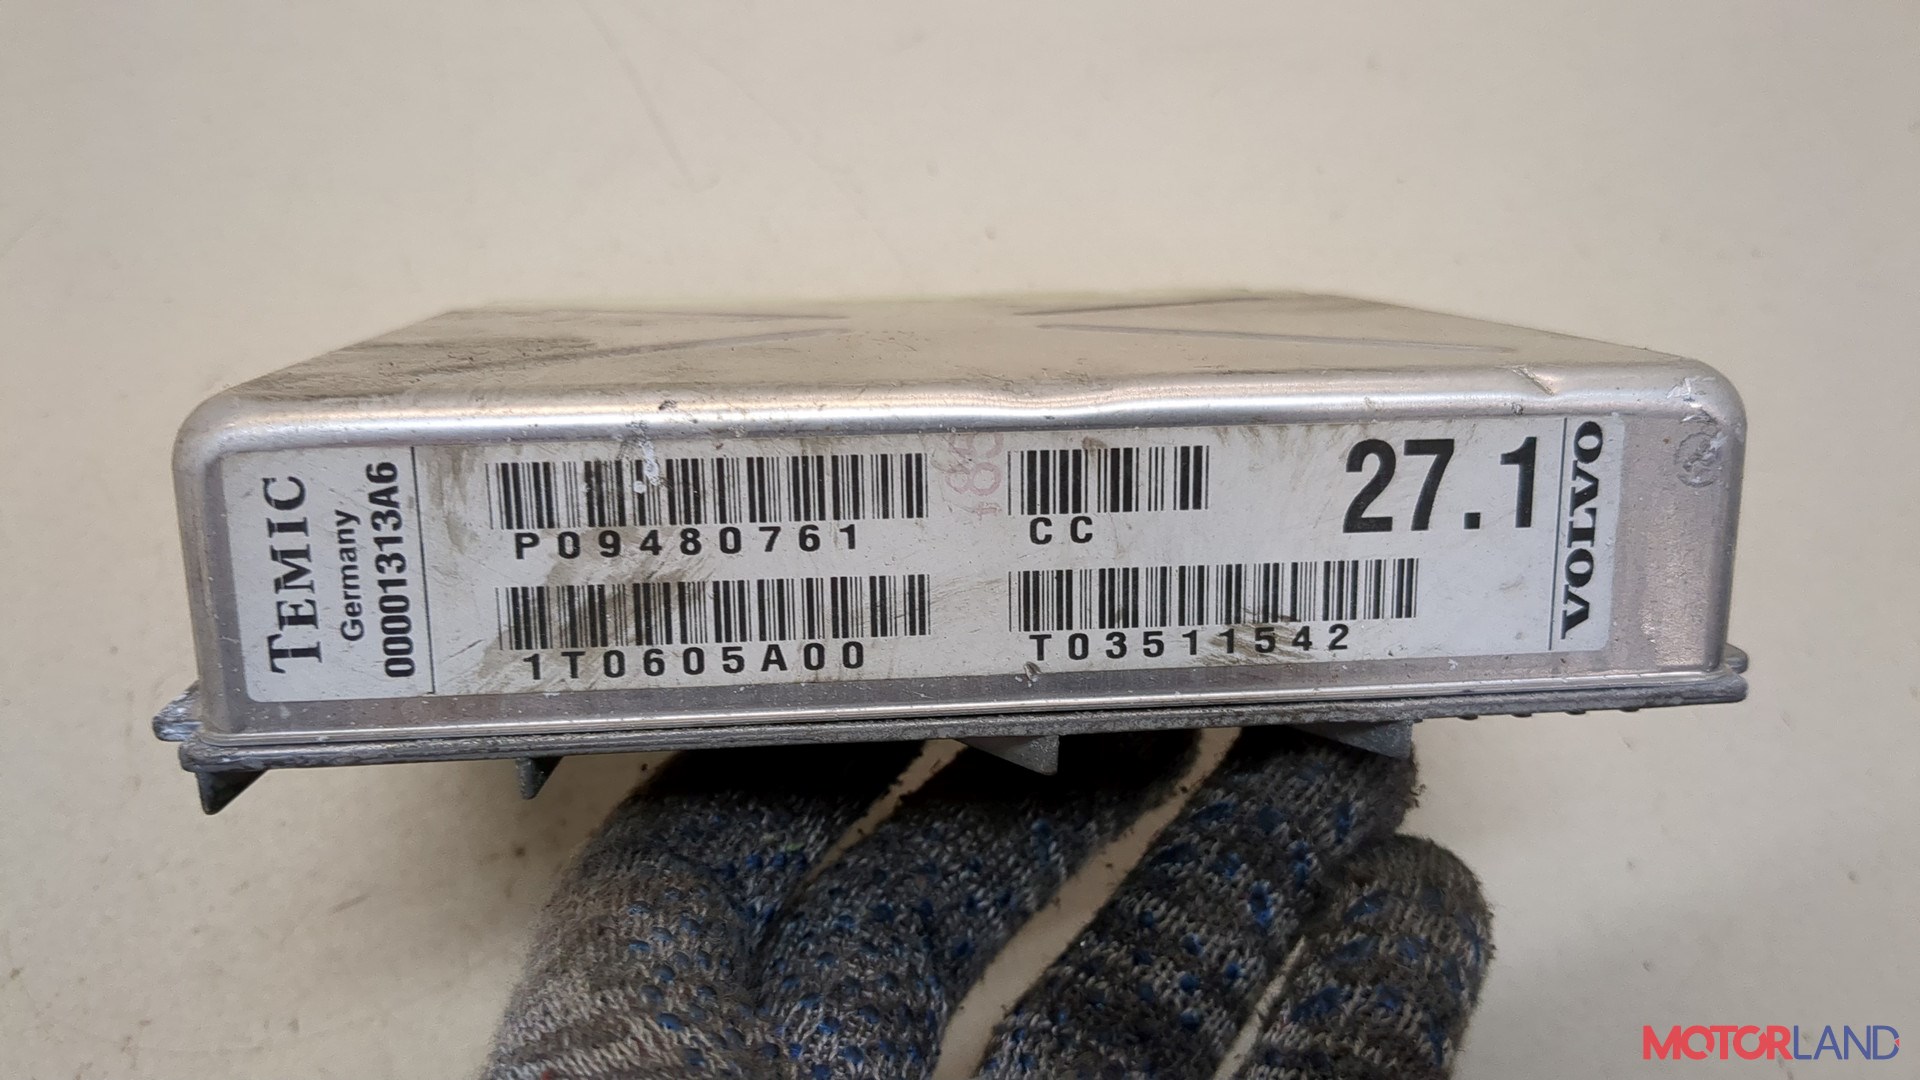 TEMIC
Germany
00001313A6
P09480761
CC
27.1
1T0605A00
T03511542
VOLVO
MOTORLAND